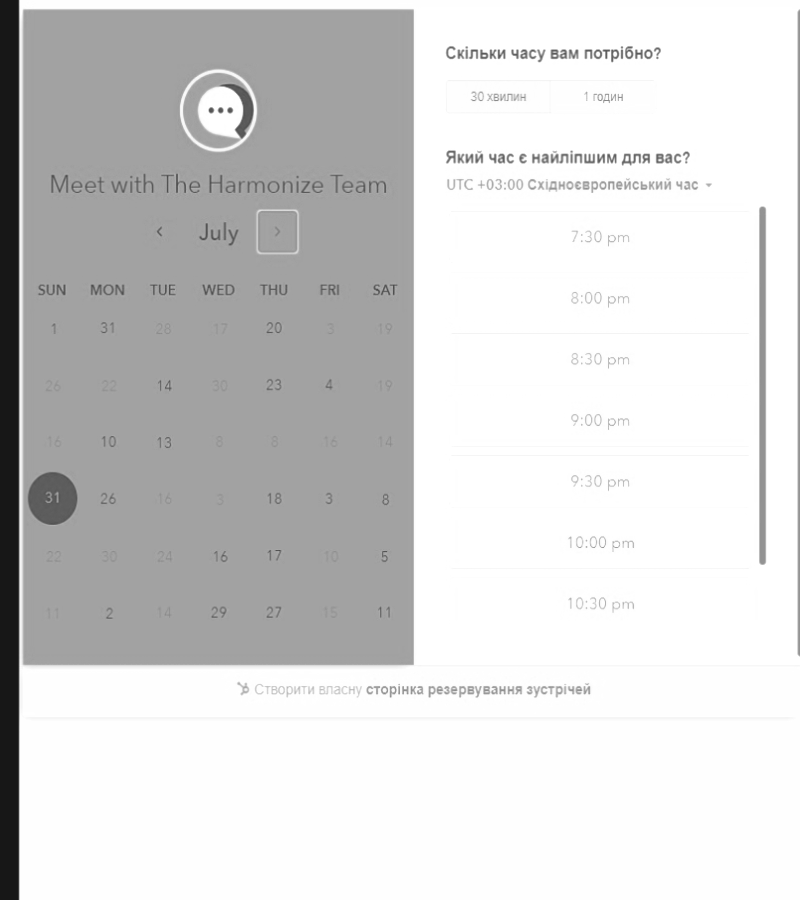 Meet with The Harmonize Team
July
SUN MON TUE WED THU FRI SAT
1 31 28 17 20 3 19
26 22 14 30 23 4 19
16 10 13 8 8 16 14
31 26 16 3 18 3 8
22 30 24 16 17 10 5
11 2 14 29 27 15 11
Скільки часу вам потрібно?
30 хвилин 1 годин
Який час є найліпшим для вас?
UTC +03:00 Східноєвропейський час
7:30 pm
8:00 pm
8:30 pm
9:00 pm
9:30 pm
10:00 pm
10:30 pm
Створити власну сторінка резервування зустрічей